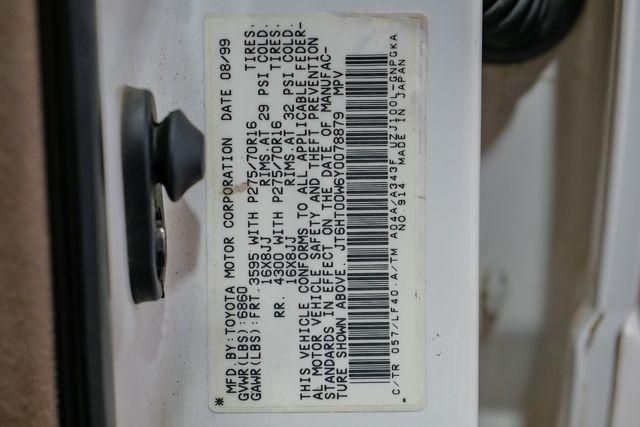 * MFD. BY: TOYOTA MOTOR CORPORATION DATE 08/99
GVWR(LBS):6860
GAWR(LBS):FRT. 3595 WITH P275/70R16 TIRES,
16X8JJ RIMS.AT 29 PSI COLD.
RR. 4300 WITH P275/70R16 TIRES:
16X8JJ RIMS.AT 32 PSI COLD.
THIS VEHICLE CONFORMS TO ALL APPLICABLE FEDER-
AL MOTOR VEHICLE SAFETY AND THEFT PREVENTION
STANDARDS IN EFFECT ON THE DATE OF MANUFAC-
TURE SHOWN ABOVE. JT6HT00W6Y0078879 MPV
C/TR 057/LF40.A/TM A04A/A343F UZJ100L-GNPGKA
NO.914 MADE IN JAPAN